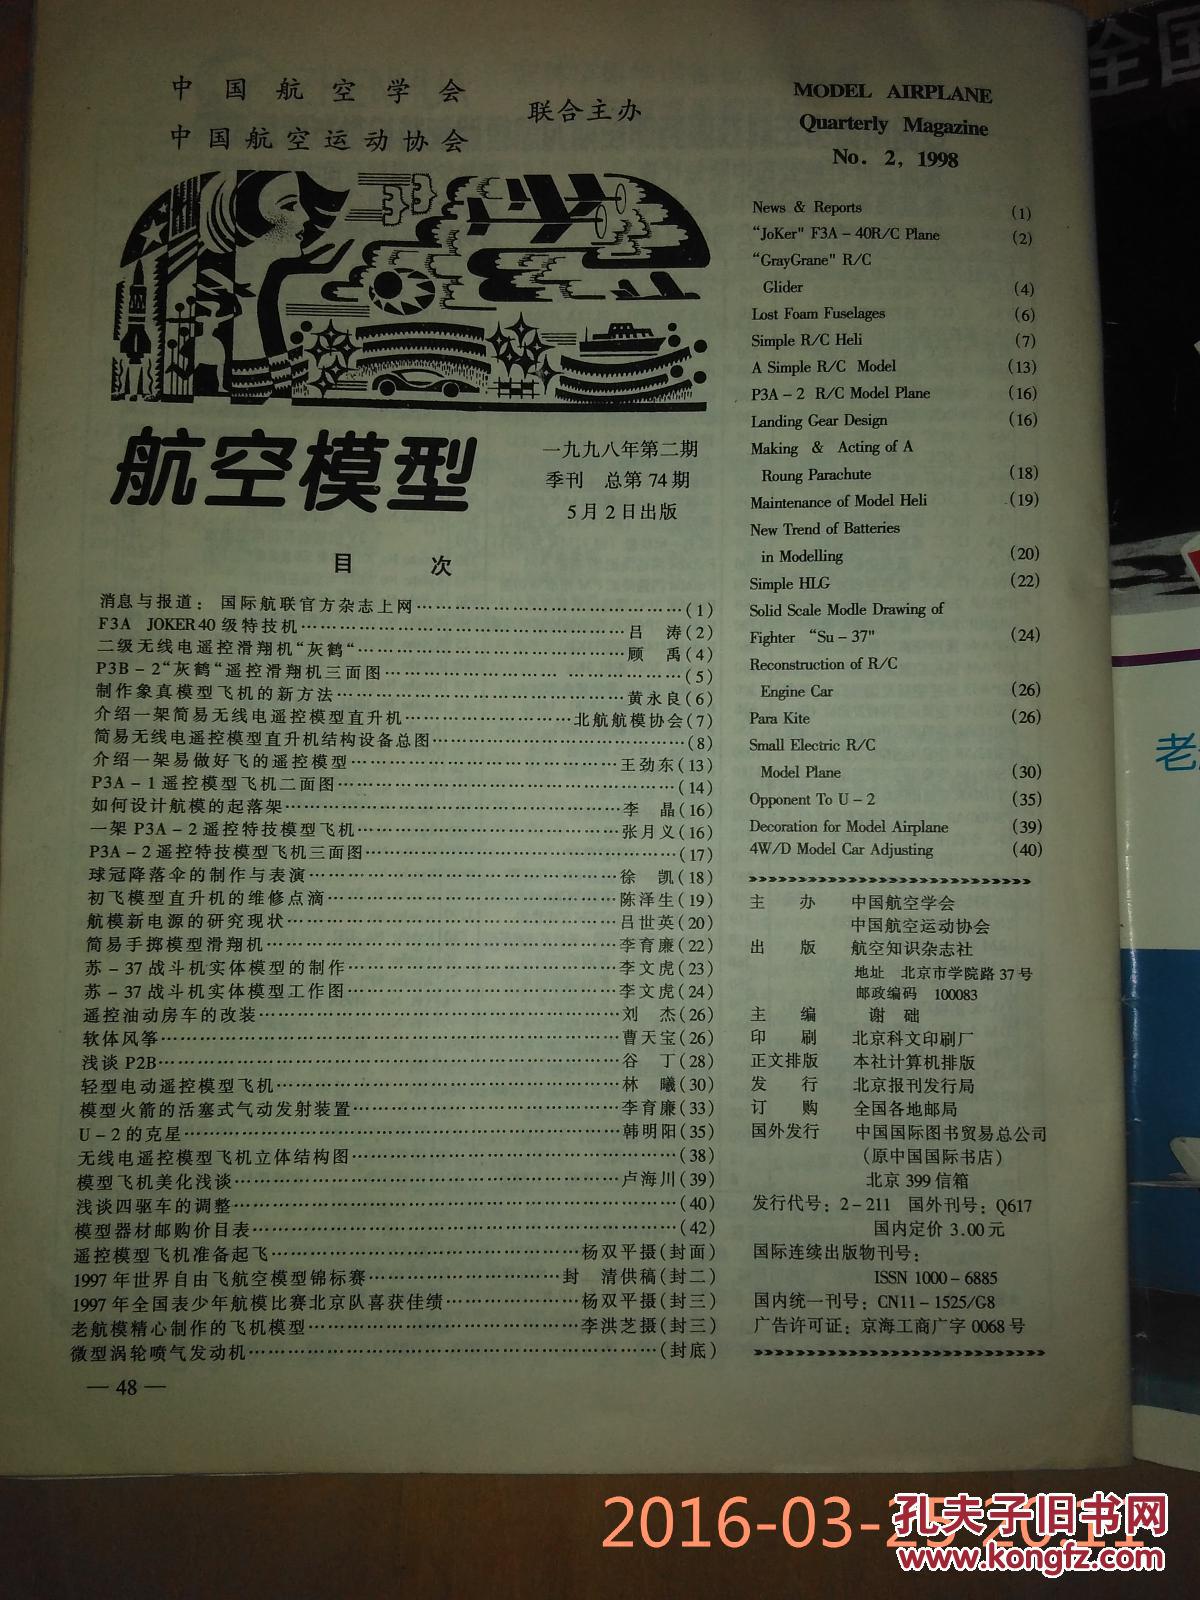 中国航空学会
中国航空运动协会
联合主办
MODEL AIRPLANE
Quarterly Magazine
No. 2, 1998
航空模型
一九九八年第二期
季刊 总第74期
5月2日出版
目 次
消息与报道: 国际航联官方杂志上网……(1)
F3A JOKER40级特技机……吕 涛(2)
二级无线电遥控滑翔机“灰鹤“……顾 禹(4)
P3B-2“灰鹤“遥控滑翔机三面图……(5)
制作象真模型飞机的新方法……黄永良(6)
介绍一架简易无线电遥控模型直升机……北航航模协会(7)
简易无线电遥控模型直升机结构设备总图……(8)
介绍一架易做好飞的遥控模型……王劲东(13)
P3A-1遥控模型飞机二面图……(14)
如何设计航模的起落架……李 晶(16)
一架P3A-2遥控特技模型飞机……张月义(16)
P3A-2遥控特技模型飞机三面图……(17)
球冠降落伞的制作与表演……徐 凯(18)
初飞模型直升机的维修点滴……陈泽生(19)
航模新电源的研究现状……吕世英(20)
简易手掷模型滑翔机……李育廉(22)
苏-37战斗机实体模型的制作……李文虎(23)
苏-37战斗机实体模型工作图……李文虎(24)
遥控油动房车的改装……刘 杰(26)
软体风筝……曹天宝(26)
浅谈P2B……谷 丁(28)
轻型电动遥控模型飞机……林 曦(30)
模型火箭的活塞式气动发射装置……李育廉(33)
U-2的克星……韩明阳(35)
无线电遥控模型飞机立体结构图……(38)
模型飞机美化浅谈……卢海川(39)
浅谈四驱车的调整……(40)
模型器材邮购价目表……(42)
遥控模型飞机准备起飞……杨双平摄(封面)
1997年世界自由飞航空模型锦标赛……封 清供稿(封二)
1997年全国表少年航模比赛北京队喜获佳绩……杨双平摄(封三)
老航模精心制作的飞机模型……李洪芝摄(封三)
微型涡轮喷气发动机……(封底)
— 48 —
News & Reports (1)
“JoKer" F3A-40R/C Plane (2)
“GrayGrane" R/C
Glider (4)
Lost Foam Fuselages (6)
Simple R/C Heli (7)
A Simple R/C Model (13)
P3A-2 R/C Model Plane (16)
Landing Gear Design (16)
Making & Acting of A
Roung Parachute (18)
Maintenance of Model Heli (19)
New Trend of Batteries
in Modelling (20)
Simple HLG (22)
Solid Scale Modle Drawing of
Fighter “Su-37" (24)
Reconstruction of R/C
Engine Car (26)
Para Kite (26)
Small Electric R/C
Model Plane (30)
Opponent To U-2 (35)
Decoration for Model Airplane (39)
4W/D Model Car Adjusting (40)
主 办 中国航空学会
中国航空运动协会
出 版 航空知识杂志社
地址 北京市学院路37号
邮政编码 100083
主 编 谢 础
印 刷 北京科文印刷厂
正文排版 本社计算机排版
发 行 北京报刊发行局
订 购 全国各地邮局
国外发行 中国国际图书贸易总公司
(原中国国际书店)
北京399信箱
发行代号: 2-211 国外刊号: Q617
国内定价 3.00元
国际连续出版物刊号:
ISSN 1000-6885
国内统一刊号: CN11-1525/G8
广告许可证: 京海工商广字0068号
全国
老
2016-03-25 20:11
孔夫子旧书网
www.kongfz.com